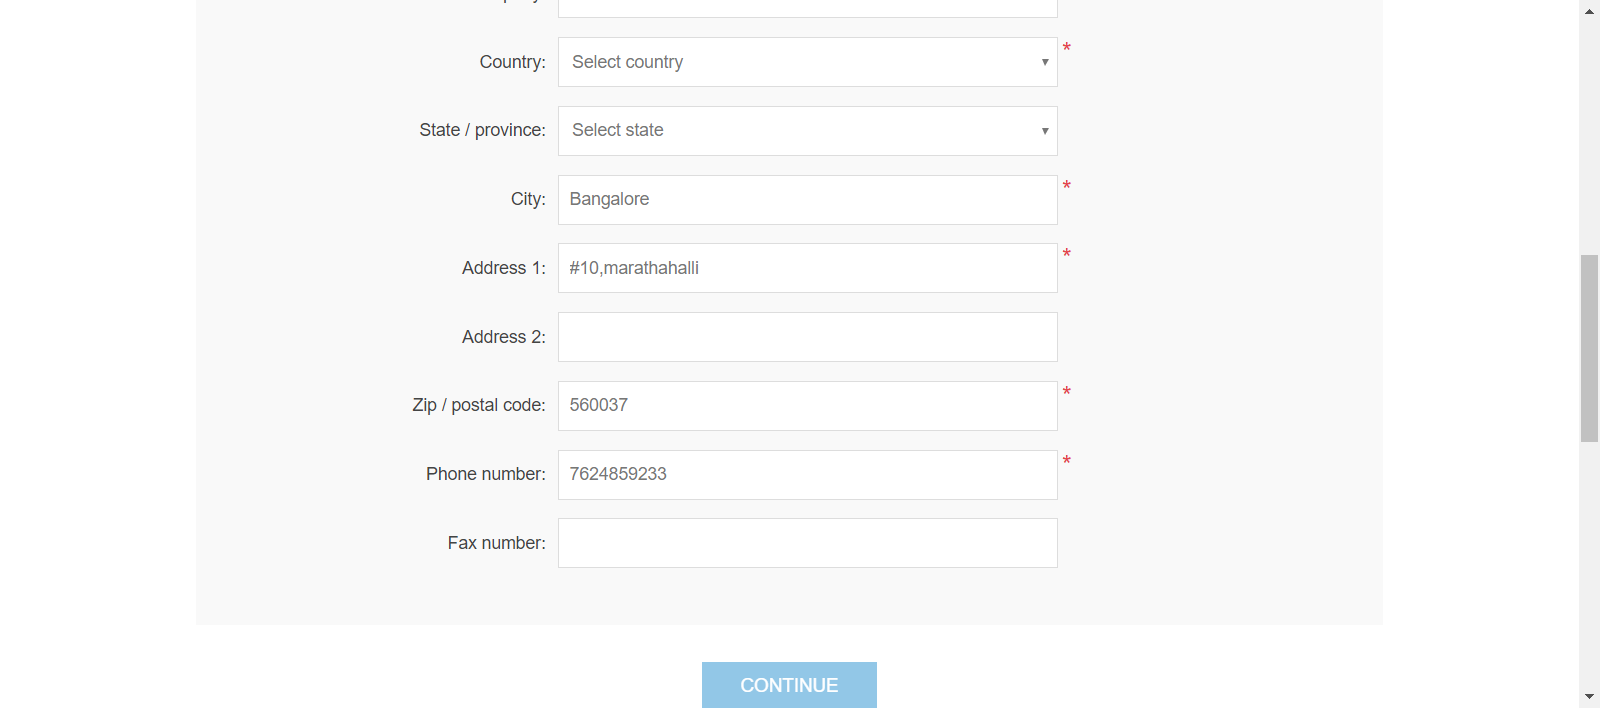 Country: Select country *
State / province: Select state
City: Bangalore *
Address 1: #10,marathahalli *
Address 2:
Zip / postal code: 560037 *
Phone number: 7624859233 *
Fax number:
CONTINUE